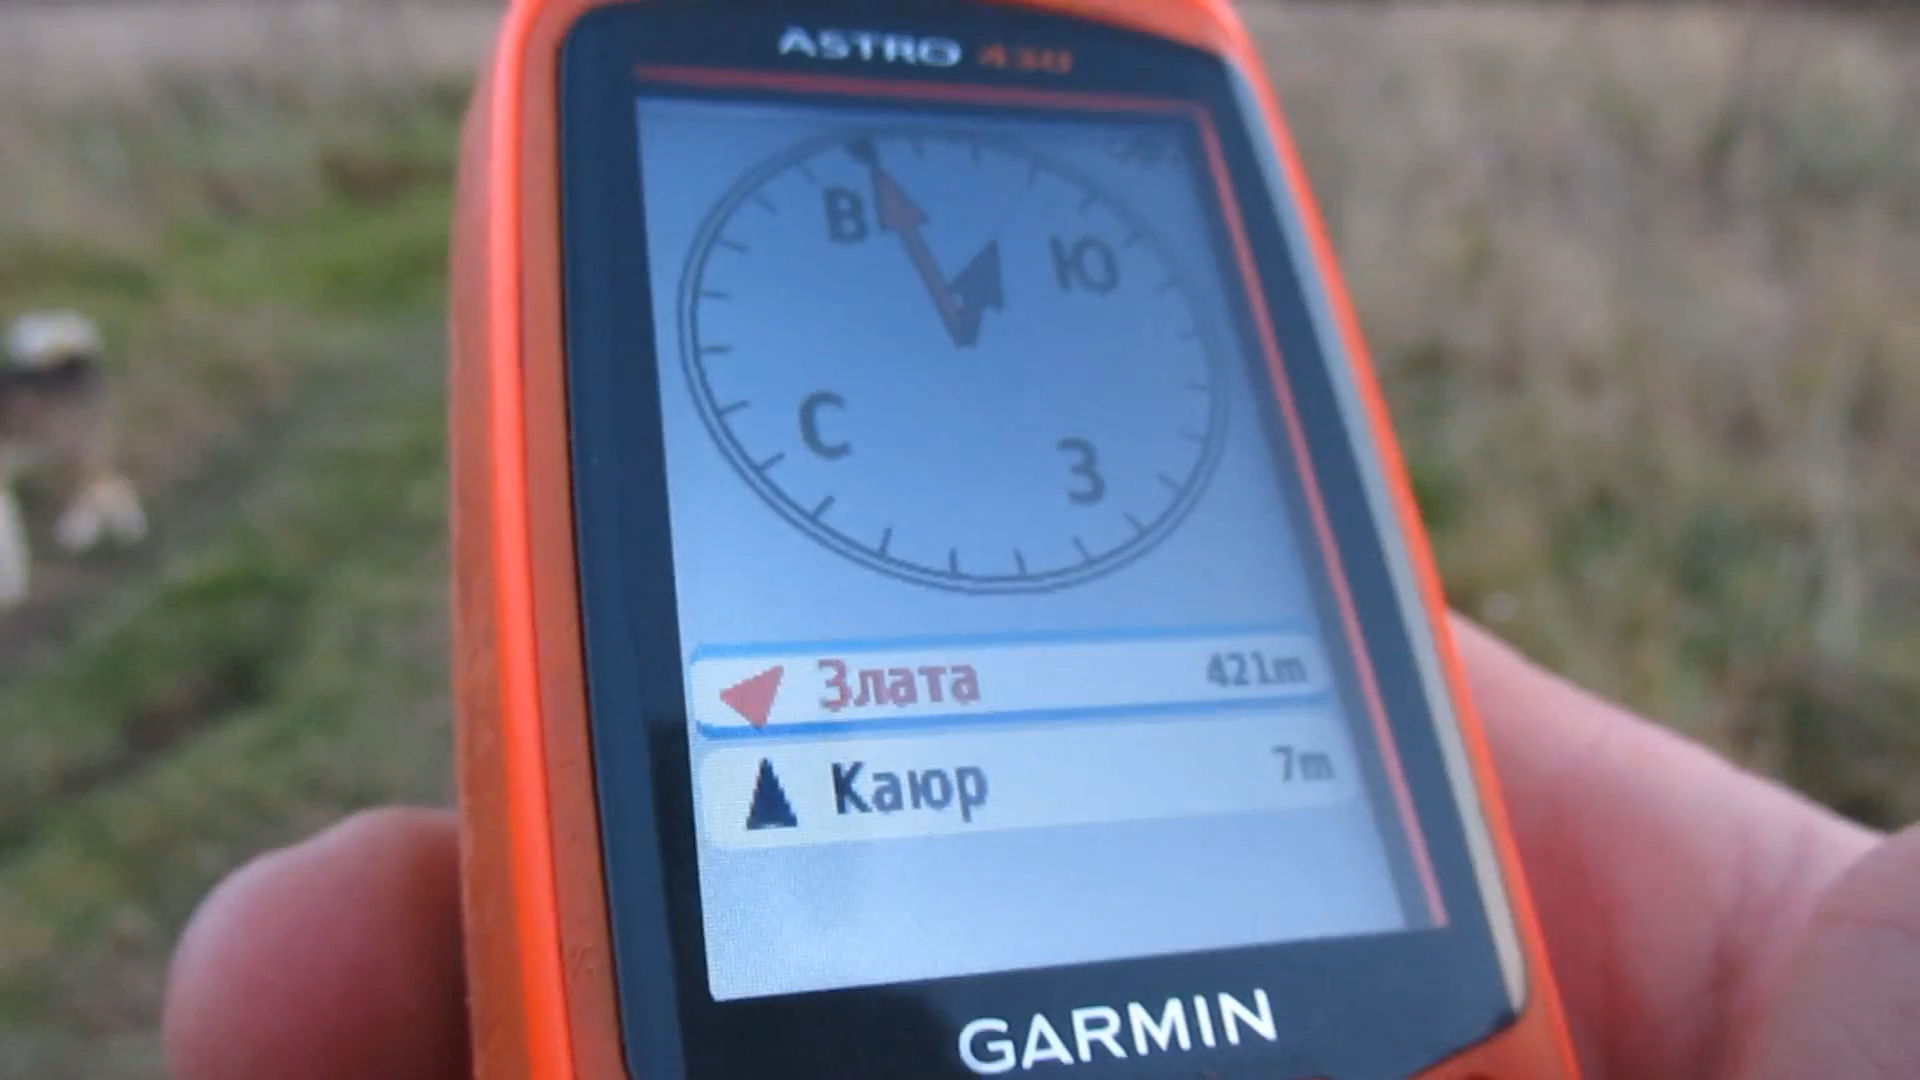 ASTRO 430
В
Ю
С
З
Злата 421m
Каюр 7m
GARMIN